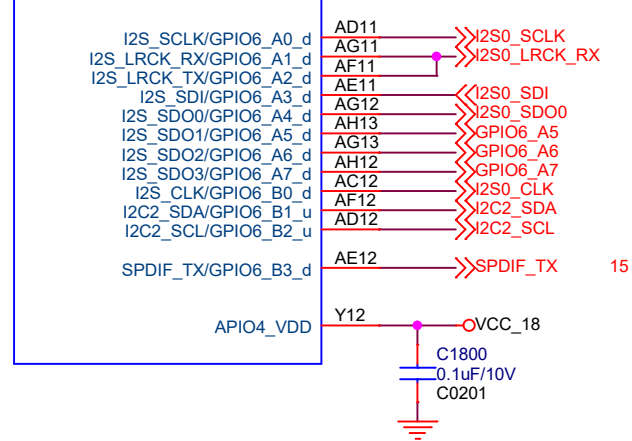 I2S_SCLK/GPIO6_A0_d AD11 I2S0_SCLK
I2S_LRCK_RX/GPIO6_A1_d AG11 I2S0_LRCK_RX
I2S_LRCK_TX/GPIO6_A2_d AF11
I2S_SDI/GPIO6_A3_d AE11 I2S0_SDI
I2S_SDO0/GPIO6_A4_d AG12 I2S0_SDO0
I2S_SDO1/GPIO6_A5_d AH13 GPIO6_A5
I2S_SDO2/GPIO6_A6_d AG13 GPIO6_A6
I2S_SDO3/GPIO6_A7_d AH12 GPIO6_A7
I2S_CLK/GPIO6_B0_d AC12 I2S0_CLK
I2C2_SDA/GPIO6_B1_u AF12 I2C2_SDA
I2C2_SCL/GPIO6_B2_u AD12 I2C2_SCL
SPDIF_TX/GPIO6_B3_d AE12 SPDIF_TX 15
APIO4_VDD Y12 VCC_18
C1800
0.1uF/10V
C0201